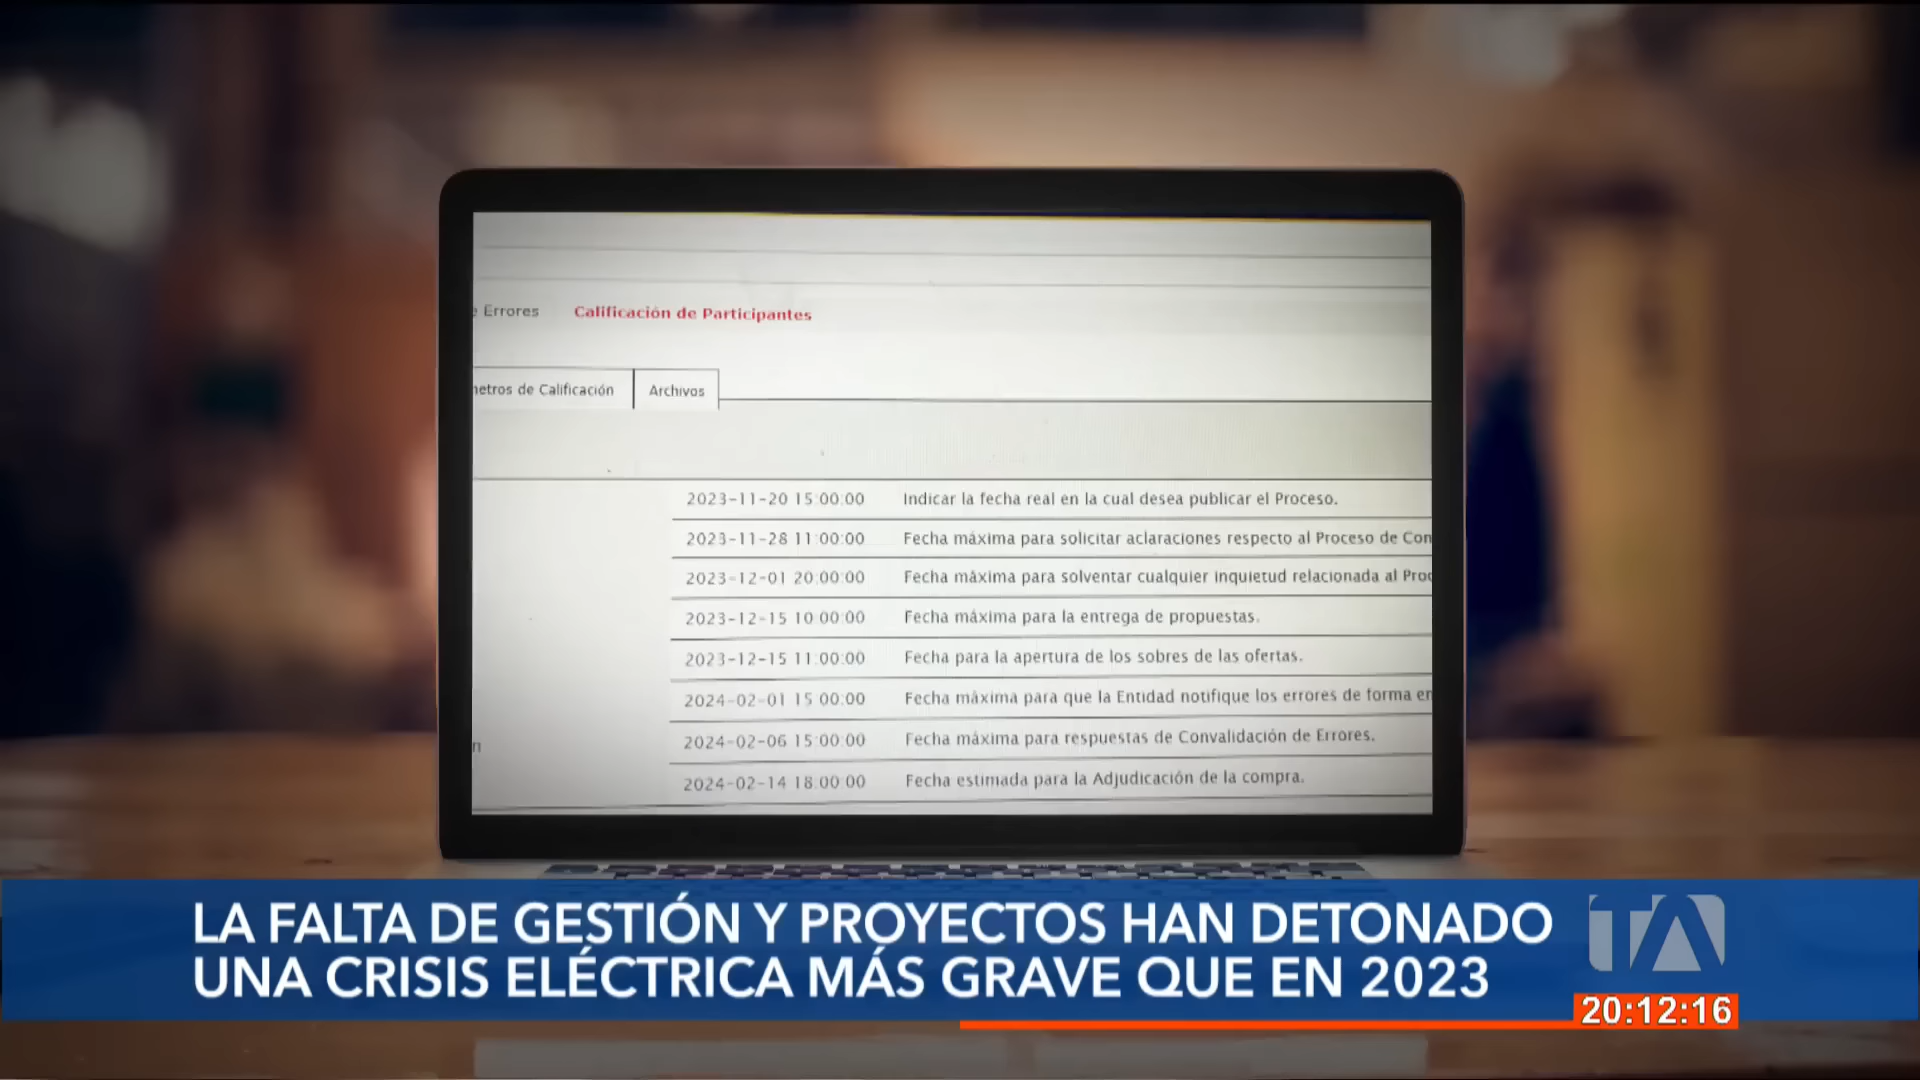 e Errores Calificación de Participantes
metros de Calificación Archivos
2023-11-20 15:00:00 Indicar la fecha real en la cual desea publicar el Proceso.
2023-11-28 11:00:00 Fecha máxima para solicitar aclaraciones respecto al Proceso de Con
2023-12-01 20:00:00 Fecha máxima para solventar cualquier inquietud relacionada al Proc
2023-12-15 10:00:00 Fecha máxima para la entrega de propuestas.
2023-12-15 11:00:00 Fecha para la apertura de los sobres de las ofertas.
2024-02-01 15:00:00 Fecha máxima para que la Entidad notifique los errores de forma en
n 2024-02-06 15:00:00 Fecha máxima para respuestas de Convalidación de Errores.
2024-02-14 18:00:00 Fecha estimada para la Adjudicación de la compra.
LA FALTA DE GESTIÓN Y PROYECTOS HAN DETONADO
UNA CRISIS ELÉCTRICA MÁS GRAVE QUE EN 2023
TA
20:12:16